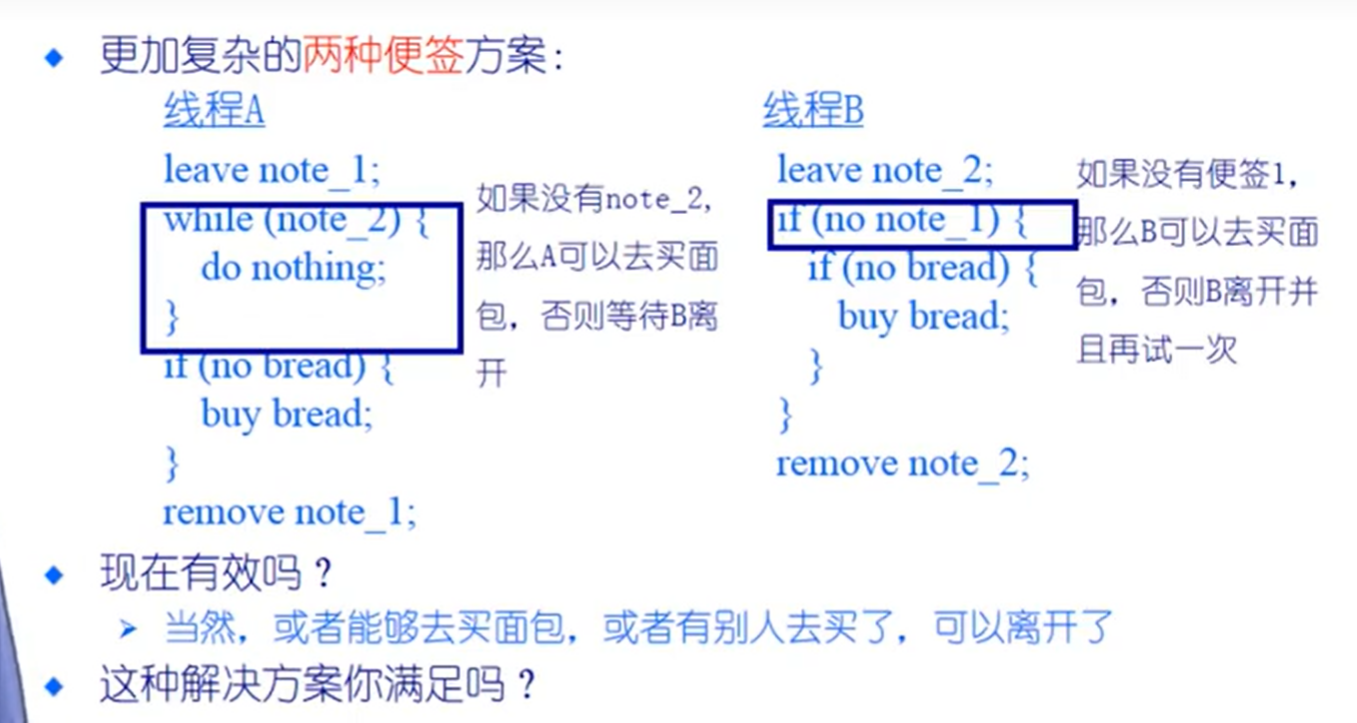 更加复杂的两种便签方案：
线程A
leave note_1;
while (note_2) {
do nothing;
}
if (no bread) {
buy bread;
}
remove note_1;
如果没有note_2,
那么A可以去买面
包，否则等待B离
开
线程B
leave note_2;
if (no note_1) {
if (no bread) {
buy bread;
}
}
remove note_2;
如果没有便签1，
那么B可以去买面
包，否则B离开并
且再试一次
现在有效吗？
当然，或者能够去买面包，或者有别人去买了，可以离开了
这种解决方案你满足吗？